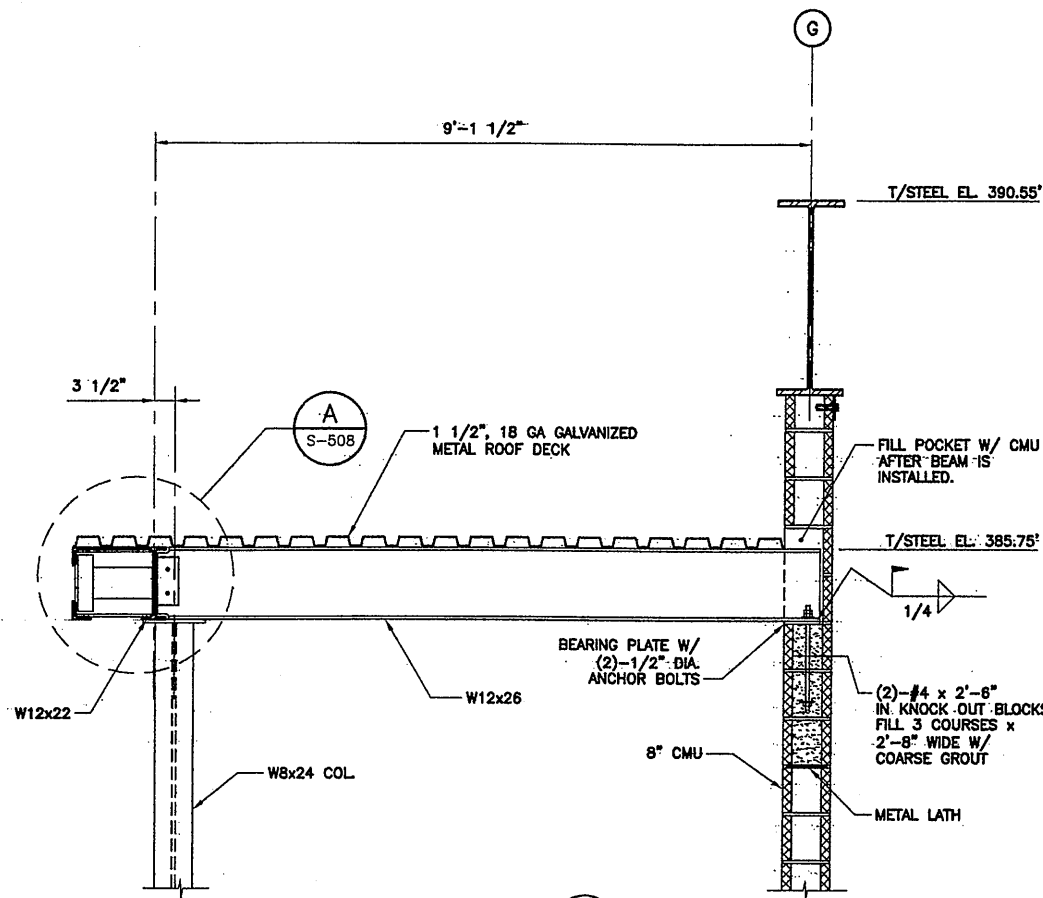 G
9'-1 1/2"
T/STEEL EL. 390.55'
3 1/2"
A
S-508
1 1/2", 18 GA GALVANIZED
METAL ROOF DECK
FILL POCKET W/ CMU
AFTER BEAM IS
INSTALLED.
T/STEEL EL. 385.75'
1/4
BEARING PLATE W/
(2)-1/2" DIA.
ANCHOR BOLTS
W12x22
W12x26
(2)-#4 x 2'-6"
IN KNOCK OUT BLOCKS
FILL 3 COURSES x
2'-8" WIDE W/
COARSE GROUT
8" CMU
W8x24 COL.
METAL LATH